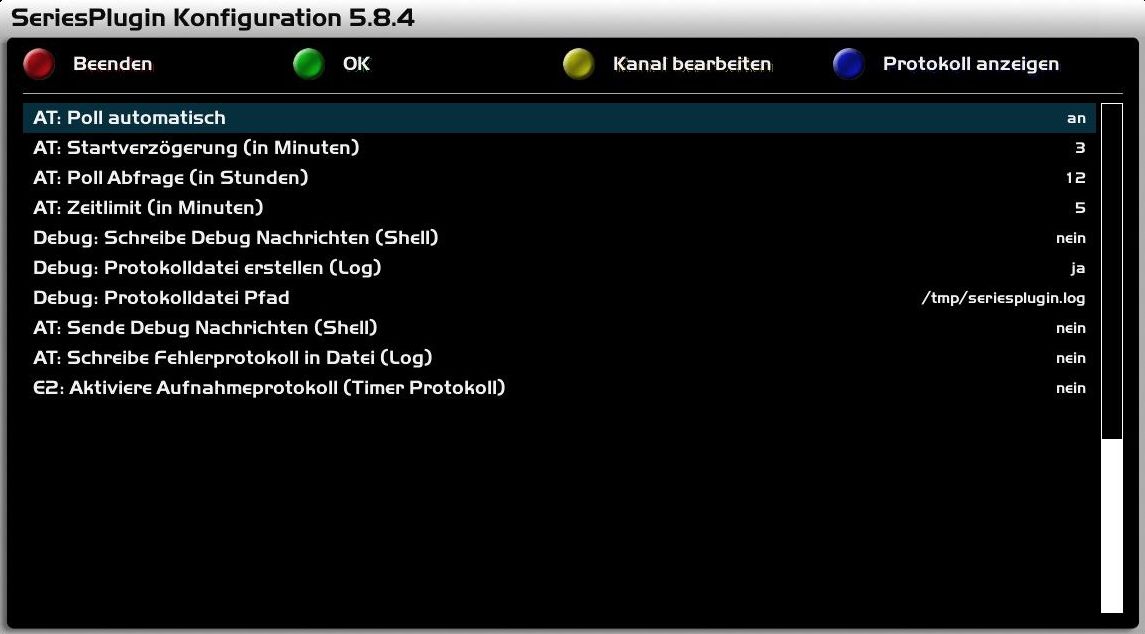 SeriesPlugin Konfiguration 5.8.4
Beenden OK Kanal bearbeiten Protokoll anzeigen
AT: Poll automatisch an
AT: Startverzögerung (in Minuten) 3
AT: Poll Abfrage (in Stunden) 12
AT: Zeitlimit (in Minuten) 5
Debug: Schreibe Debug Nachrichten (Shell) nein
Debug: Protokolldatei erstellen (Log) ja
Debug: Protokolldatei Pfad /tmp/seriesplugin.log
AT: Sende Debug Nachrichten (Shell) nein
AT: Schreibe Fehlerprotokoll in Datei (Log) nein
E2: Aktiviere Aufnahmeprotokoll (Timer Protokoll) nein